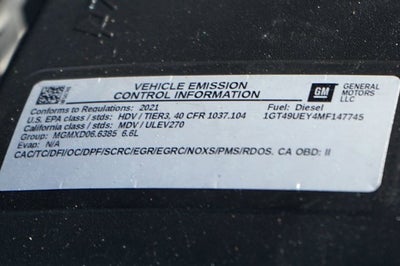 VEHICLE EMISSION
CONTROL INFORMATION
GM
GENERAL
MOTORS
LLC
Conforms to Regulations: 2021
Fuel: Diesel
U.S. EPA class / stds: HDV / TIER3, 40 CFR 1037.104
1GT49UEY4MF147745
California class / stds: MDV / ULEV270
Group: MGMXD06.6385 6.6L
Evap: N/A
CAC/TC/DFI/OC/DPF/SCRC/EGR/EGRC/NOXS/PMS/RDOS. CA OBD: II